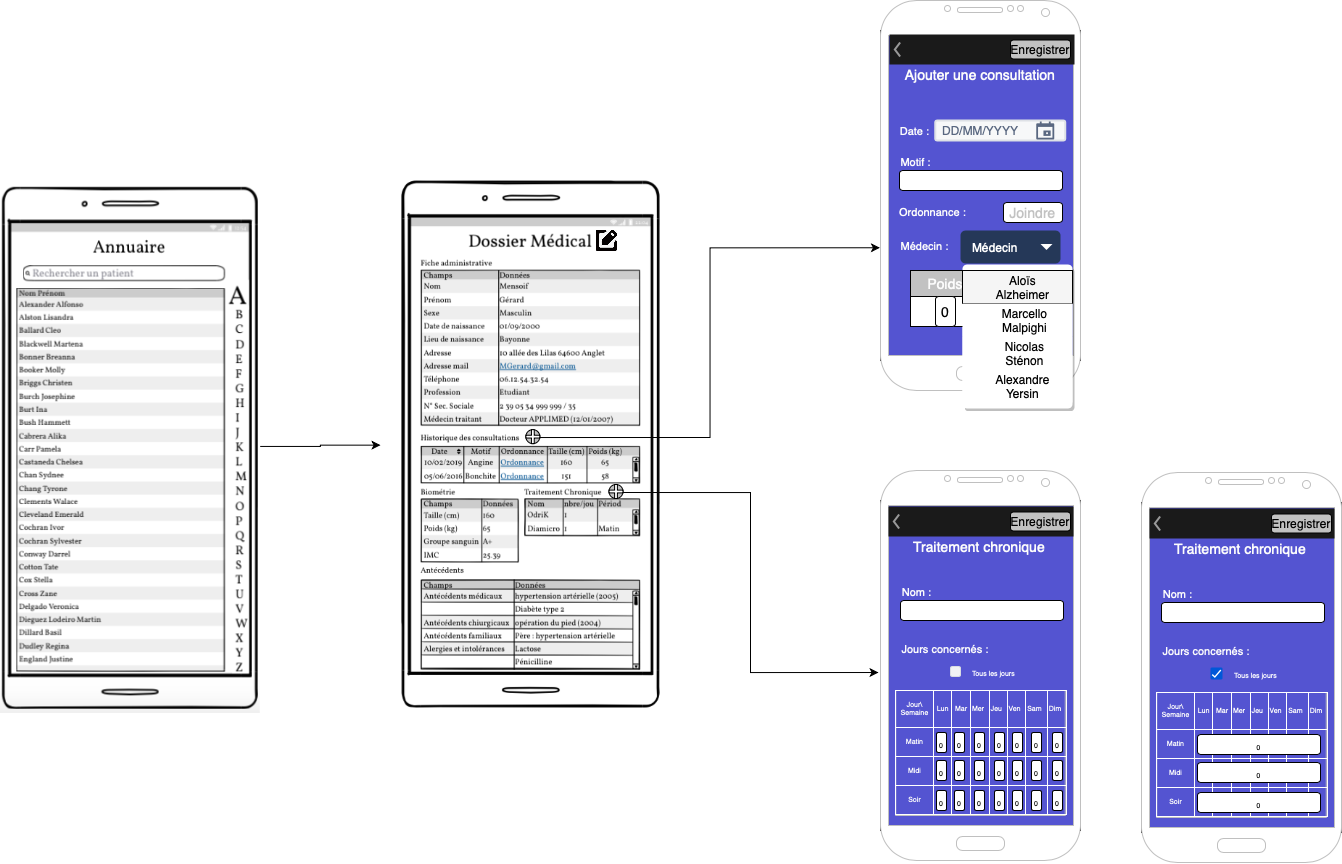 Annuaire
Rechercher un patient
Nom Prénom
Alexander Alfonso
Alston Lisandra
Ballard Cleo
Blackwell Martena
Bonner Breanna
Booker Molly
Briggs Christen
Burch Josephine
Burt Ina
Bush Hammett
Cabrera Alika
Carr Pamela
Castaneda Chelsea
Chan Sydnee
Chang Tyrone
Clements Walace
Cleveland Emerald
Cochran Ivor
Cochran Sylvester
Conway Darrel
Cotton Tate
Cox Stella
Cross Zane
Delgado Veronica
Dieguez Lodeiro Martin
Dillard Basil
Dudley Regina
England Justine
A
B
C
D
E
F
G
H
I
J
K
L
M
N
O
P
Q
R
S
T
U
V
W
X
Y
Z
Dossier Médical
Fiche administrative
Champs Données
Nom Mensoif
Prénom Gérard
Sexe Masculin
Date de naissance 01/09/2000
Lieu de naissance Bayonne
Adresse 10 allée des Lilas 64600 Anglet
Adresse mail MGerard@gmail.com
Téléphone 06.12.54.32.54
Profession Etudiant
N° Sec. Sociale 2 39 05 34 999 999 / 35
Médecin traitant Docteur APPLIMED (12/01/2007)
Historique des consultations
Date Motif Ordonnance Taille (cm) Poids (kg)
10/02/2019 Angine Ordonnance 160 65
05/06/2016 Bonchite Ordonnance 151 58
Biométrie
Champs Données
Taille (cm) 160
Poids (kg) 65
Groupe sanguin A+
IMC 25.39
Traitement Chronique
Nom nbre/jou Périod
OdriK 1
Diamicro 1 Matin
Antécédents
Champs Données
Antécédents médicaux hypertension artérielle (2005)
Diabète type 2
Antécédents chiurgicaux opération du pied (2004)
Antécédents familiaux Père : hypertension artérielle
Alergies et intolérances Lactose
Pénicilline
Enregistrer
Ajouter une consultation
Date : DD/MM/YYYY
Motif :
Ordonnance : Joindre
Médecin : Médecin
Poids
0
Aloïs
Alzheimer
Marcello
Malpighi
Nicolas
Sténon
Alexandre
Yersin
Enregistrer
Traitement chronique
Nom :
Jours concernés :
Tous les jours
Jour\
Semaine
Lun Mar Mer Jeu Ven Sam Dim
Matin 0 0 0 0 0 0 0
Midi 0 0 0 0 0 0 0
Soir 0 0 0 0 0 0 0
Enregistrer
Traitement chronique
Nom :
Jours concernés :
Tous les jours
Jour\
Semaine
Lun Mar Mer Jeu Ven Sam Dim
Matin 0
Midi 0
Soir 0